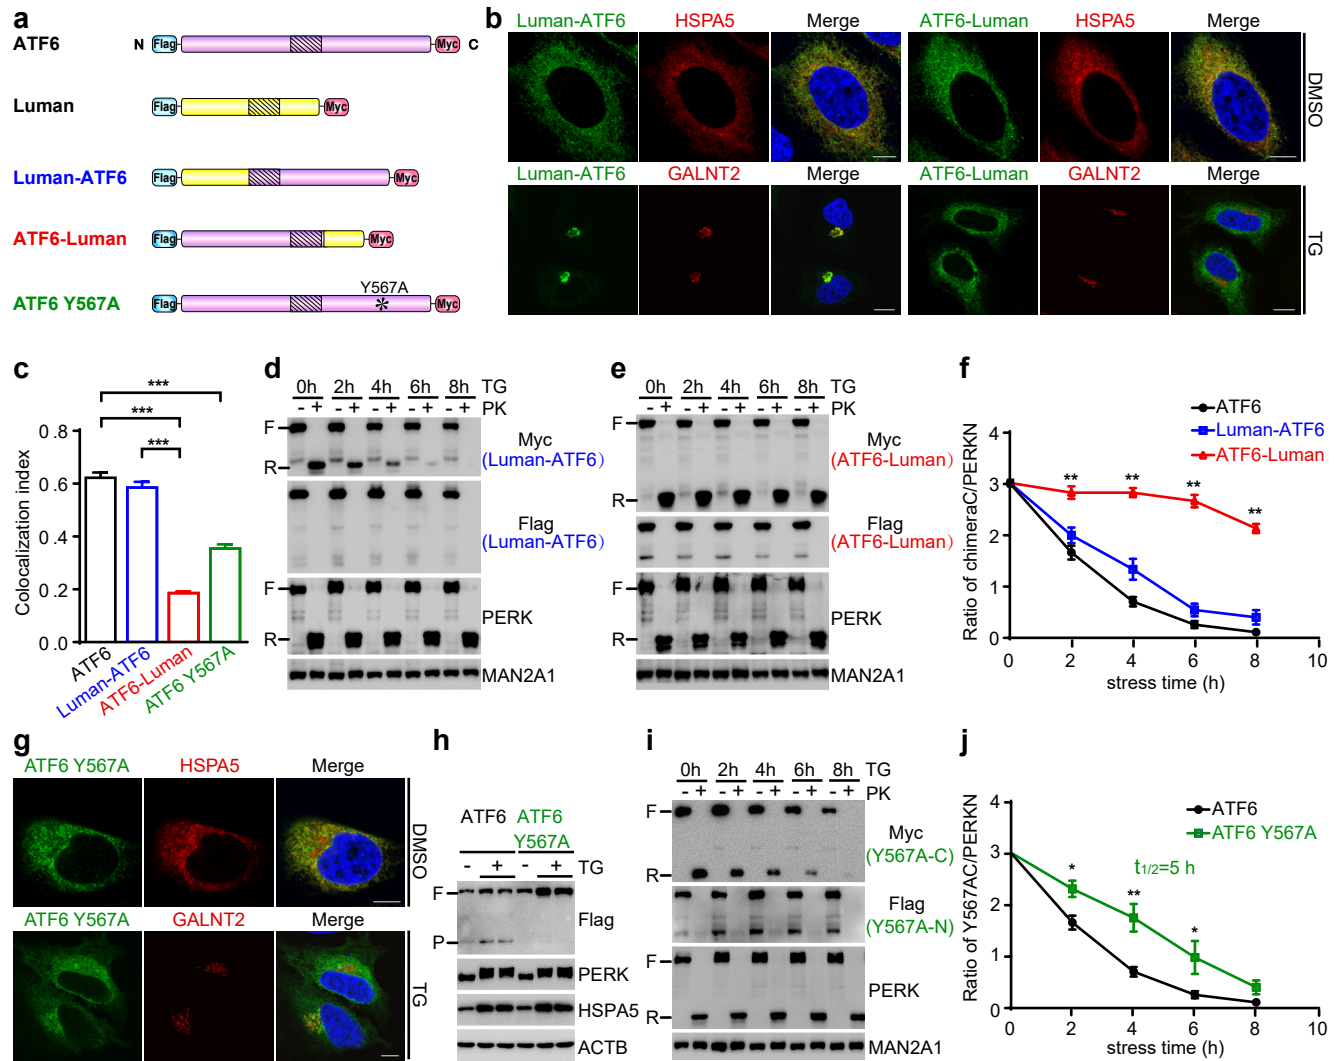 a
ATF6
N
Flag
Myc
C
Luman
Flag
Myc
Luman-ATF6
Flag
Myc
ATF6-Luman
Flag
Myc
ATF6 Y567A
Y567A
Flag
*
Myc
b
Luman-ATF6 HSPA5 Merge ATF6-Luman HSPA5 Merge
DMSO
Luman-ATF6 GALNT2 Merge ATF6-Luman GALNT2 Merge
TG
c
***
***
***
Colocalization index
0.8
0.6
0.4
0.2
0.0
ATF6
Luman-ATF6
ATF6-Luman
ATF6 Y567A
d
0h 2h 4h 6h 8h TG
- + - + - + - + - + PK
F
R
Myc
(Luman-ATF6)
Flag
(Luman-ATF6)
F
R
PERK
MAN2A1
e
0h 2h 4h 6h 8h TG
- + - + - + - + - + PK
F
R
Myc
(ATF6-Luman)
F
Flag
(ATF6-Luman)
F
R
PERK
MAN2A1
f
ATF6
Luman-ATF6
ATF6-Luman
Ratio of chimeraC/PERKN
4
3
2
1
0
** ** ** **
0 2 4 6 8 10
stress time (h)
g
ATF6 Y567A HSPA5 Merge
DMSO
ATF6 Y567A GALNT2 Merge
TG
h
ATF6 ATF6
Y567A
- + - + TG
F
P
Flag
PERK
HSPA5
ACTB
i
0h 2h 4h 6h 8h TG
- + - + - + - + - + PK
F
R
Myc
(Y567A-C)
Flag
(Y567A-N)
F
R
PERK
MAN2A1
j
ATF6
ATF6 Y567A
t1/2=5 h
Ratio of Y567AC/PERKN
4
3
2
1
0
* ** *
0 2 4 6 8 10
stress time (h)